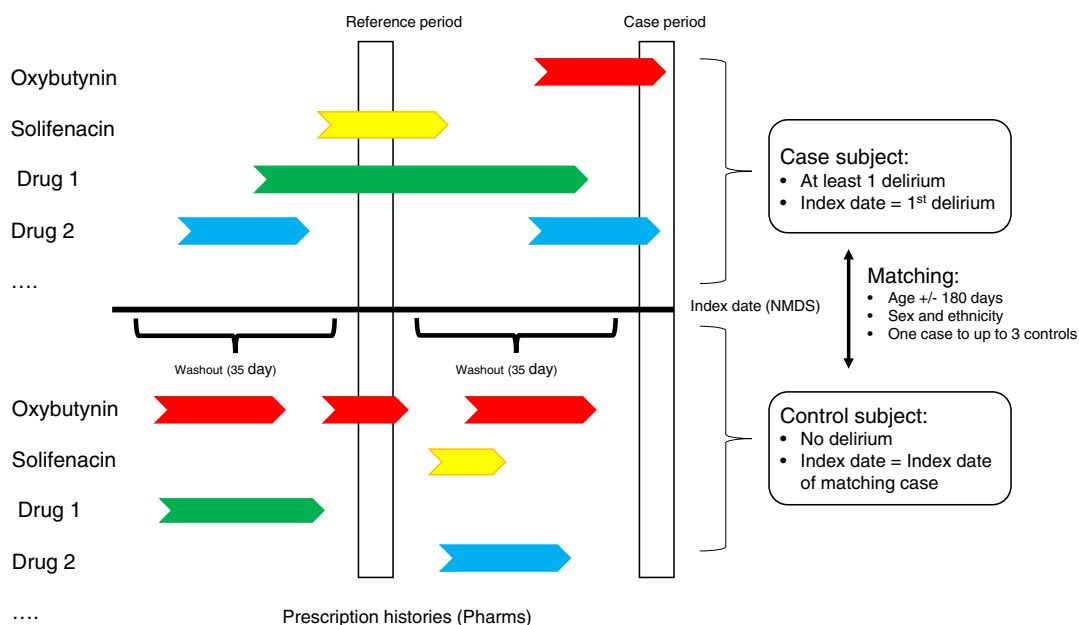 Reference period
Case period
Oxybutynin
Solifenacin
Drug 1
Drug 2
....
Case subject:
• At least 1 delirium
• Index date = 1st delirium
Index date (NMDS)
Matching:
• Age +/- 180 days
• Sex and ethnicity
• One case to up to 3 controls
Washout (35 day)
Washout (35 day)
Oxybutynin
Solifenacin
Drug 1
Drug 2
....
Control subject:
• No delirium
• Index date = Index date
of matching case
Prescription histories (Pharms)